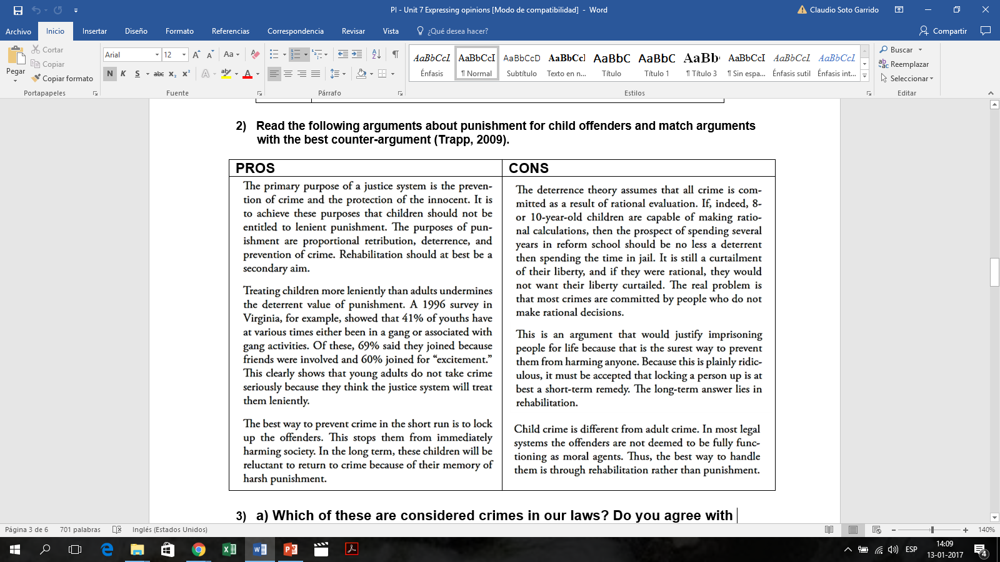 PI - Unit 7 Expressing opinions [Modo de compatibilidad] - Word
Claudio Soto Garrido
Archivo Inicio Insertar Diseño Formato Referencias Correspondencia Revisar Vista ¿Qué desea hacer? Compartir
Pegar
Cortar
Copiar
Copiar formato
Portapapeles
Arial 12
N K S abc x₂ x²
Aa
A A
Fuente
Párrafo
AaBbCcI AaBbCcI AaBbCcD AaBbCcI AaBbC AaBbC AaBb AaBbCcI AaBbCcI AaBbCcI
Énfasis ¶ Normal Subtítulo Texto en n... Título Título 1 ¶ Título 3 ¶ Sin espa... Énfasis sutil Énfasis int...
Estilos
Buscar
Reemplazar
Seleccionar
Editar
2) Read the following arguments about punishment for child offenders and match arguments
with the best counter-argument (Trapp, 2009).
PROS
The primary purpose of a justice system is the preven-
tion of crime and the protection of the innocent. It is
to achieve these purposes that children should not be
entitled to lenient punishment. The purposes of pun-
ishment are proportional retribution, deterrence, and
prevention of crime. Rehabilitation should at best be a
secondary aim.
Treating children more leniently than adults undermines
the deterrent value of punishment. A 1996 survey in
Virginia, for example, showed that 41% of youths have
at various times either been in a gang or associated with
gang activities. Of these, 69% said they joined because
friends were involved and 60% joined for “excitement.”
This clearly shows that young adults do not take crime
seriously because they think the justice system will treat
them leniently.
The best way to prevent crime in the short run is to lock
up the offenders. This stops them from immediately
harming society. In the long term, these children will be
reluctant to return to crime because of their memory of
harsh punishment.
CONS
The deterrence theory assumes that all crime is com-
mitted as a result of rational evaluation. If, indeed, 8-
or 10-year-old children are capable of making ratio-
nal calculations, then the prospect of spending several
years in reform school should be no less a deterrent
then spending the time in jail. It is still a curtailment
of their liberty, and if they were rational, they would
not want their liberty curtailed. The real problem is
that most crimes are committed by people who do not
make rational decisions.
This is an argument that would justify imprisoning
people for life because that is the surest way to prevent
them from harming anyone. Because this is plainly ridic-
ulous, it must be accepted that locking a person up is at
best a short-term remedy. The long-term answer lies in
rehabilitation.
Child crime is different from adult crime. In most legal
systems the offenders are not deemed to be fully func-
tioning as moral agents. Thus, the best way to handle
them is through rehabilitation rather than punishment.
3) a) Which of these are considered crimes in our laws? Do you agree with
Página 3 de 6 701 palabras Inglés (Estados Unidos) 140%
ESP
14:09
13-01-2017
4